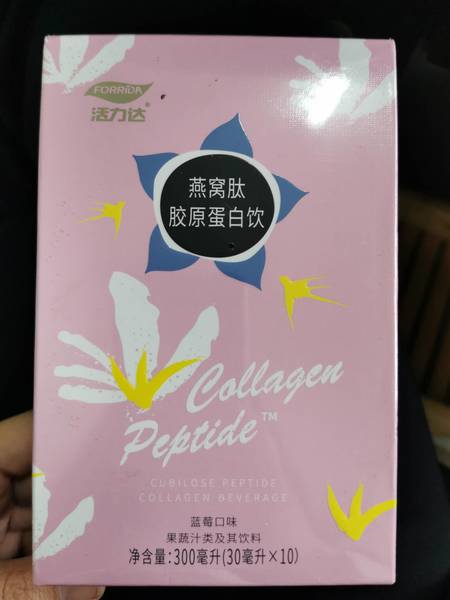 FORRIDA
活力达®
燕窝肽
胶原蛋白饮
Collagen
Peptide™
CUBILOSE PEPTIDE
COLLAGEN BEVERAGE
蓝莓口味
果蔬汁类及其饮料
净含量:300毫升(30毫升×10)